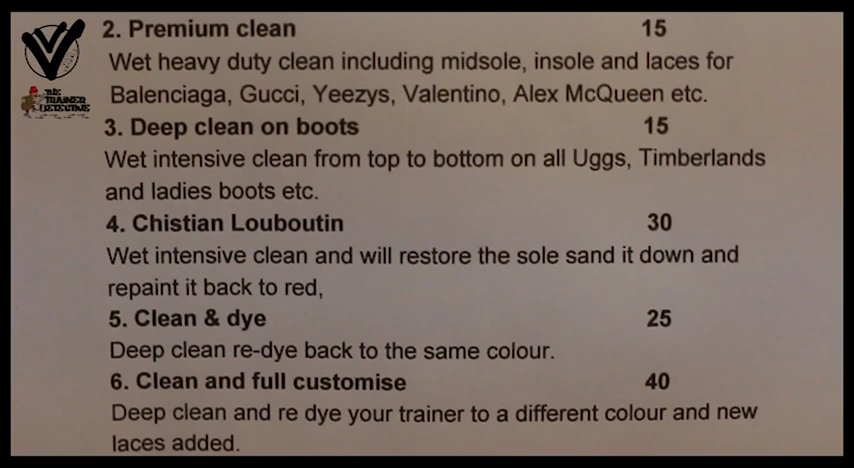 2. Premium clean 15
Wet heavy duty clean including midsole, insole and laces for
Balenciaga, Gucci, Yeezys, Valentino, Alex McQueen etc.
THE
TRAINER
DETECTIVE
3. Deep clean on boots 15
Wet intensive clean from top to bottom on all Uggs, Timberlands
and ladies boots etc.
4. Chistian Louboutin 30
Wet intensive clean and will restore the sole sand it down and
repaint it back to red,
5. Clean & dye 25
Deep clean re-dye back to the same colour.
6. Clean and full customise 40
Deep clean and re dye your trainer to a different colour and new
laces added.